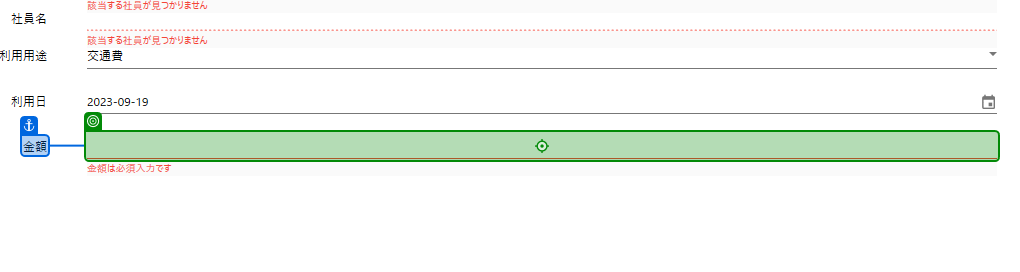 該当する社員が見つかりません
社員名
該当する社員が見つかりません
利用用途 交通費
利用日 2023-09-19
金額
金額は必須入力です